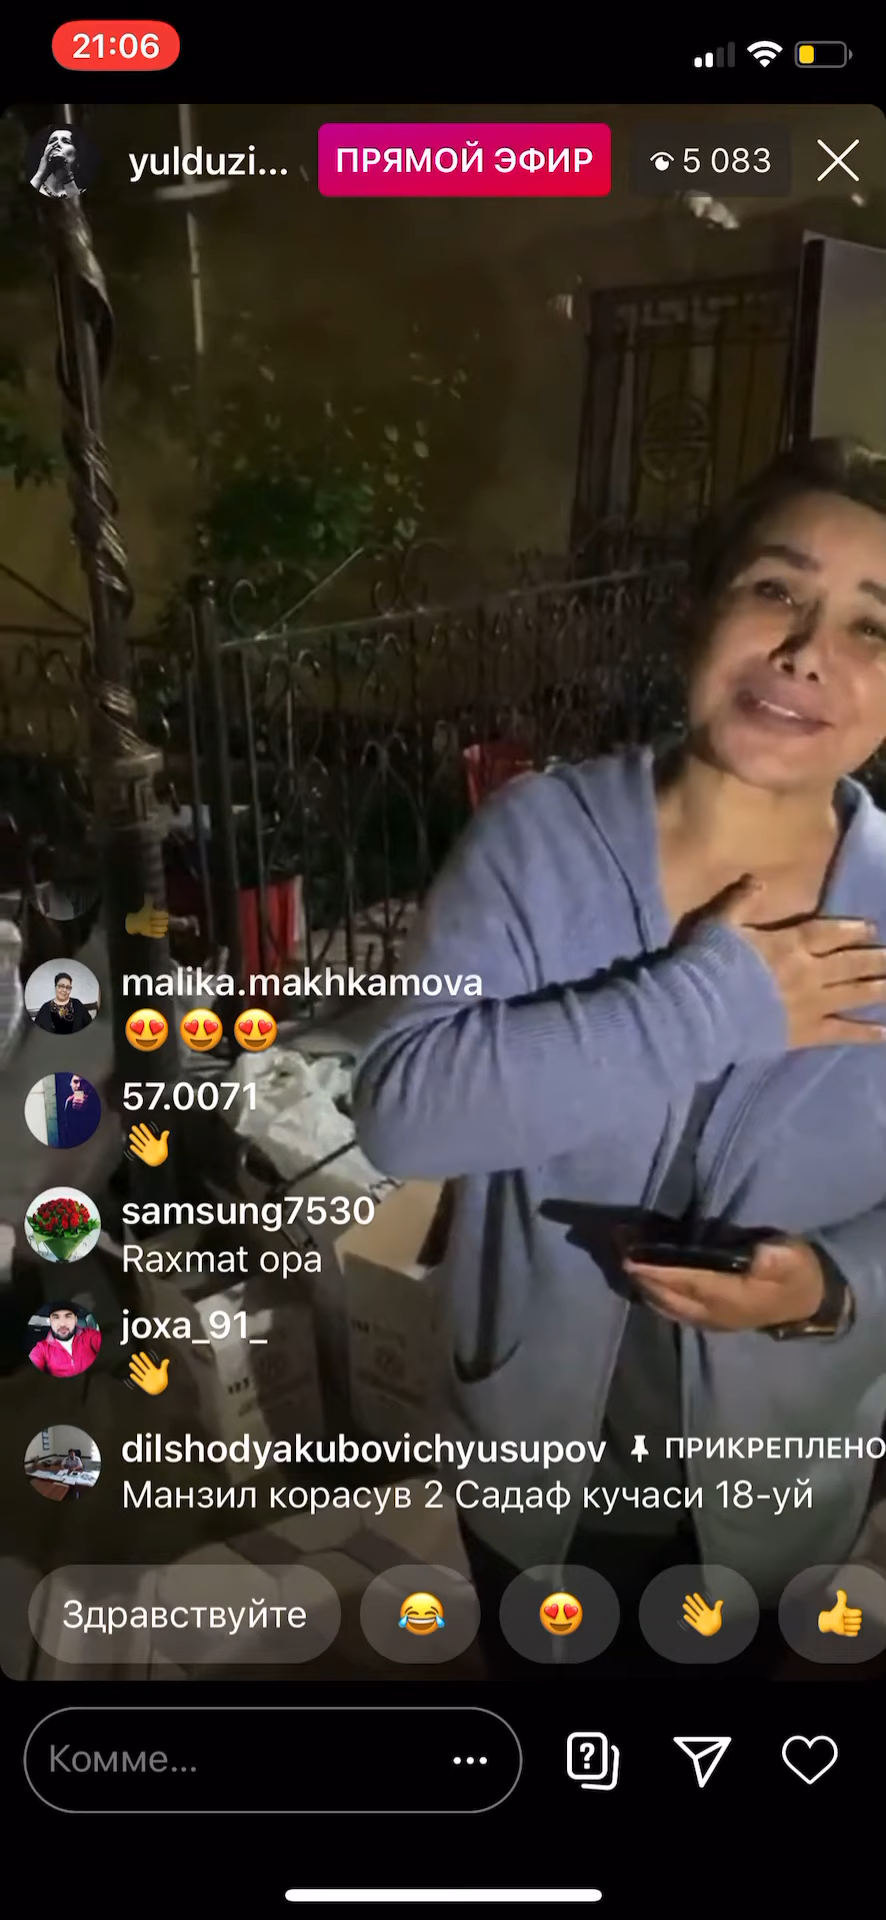 21:06
yulduzi...
ПРЯМОЙ ЭФИР
5 083
malika.makhkamova
😍 😍 😍
57.0071
👋
samsung7530
Raxmat opa
joxa_91_
👋
dilshodyakubovichyusupov ПРИКРЕПЛЕНО
Манзил корасув 2 Садаф кучаси 18-уй
Здравствуйте
Комме...